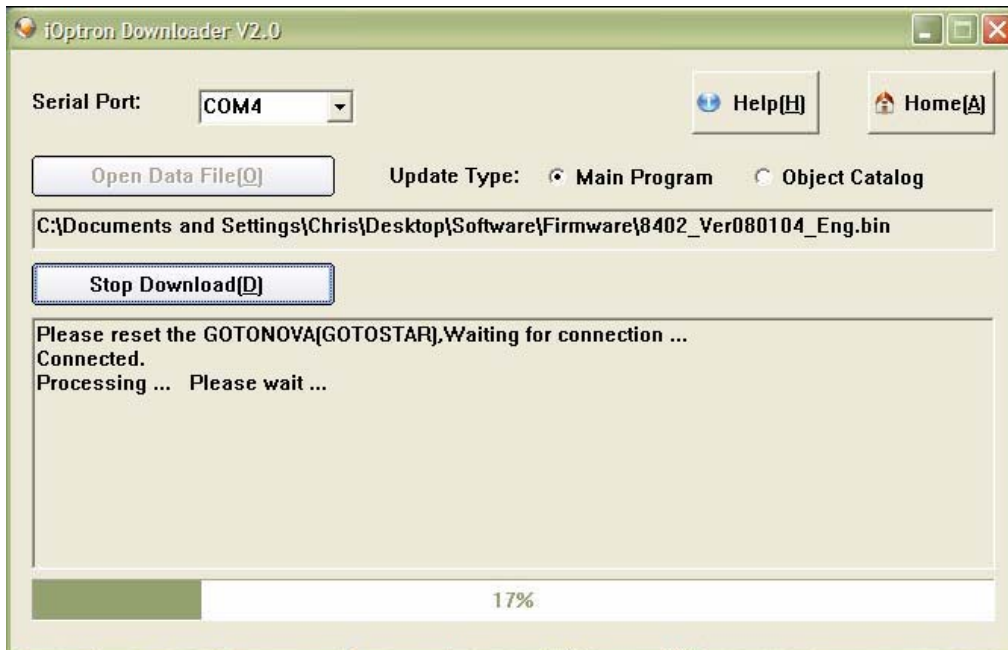 iOptron Downloader V2.0
Serial Port: COM4 Help(H) Home(A)
Open Data File(O) Update Type: Main Program Object Catalog
C:\Documents and Settings\Chris\Desktop\Software\Firmware\8402_Ver080104_Eng.bin
Stop Download(D)
Please reset the GOTONOVA(GOTOSTAR),Waiting for connection ...
Connected.
Processing ... Please wait ...
17%